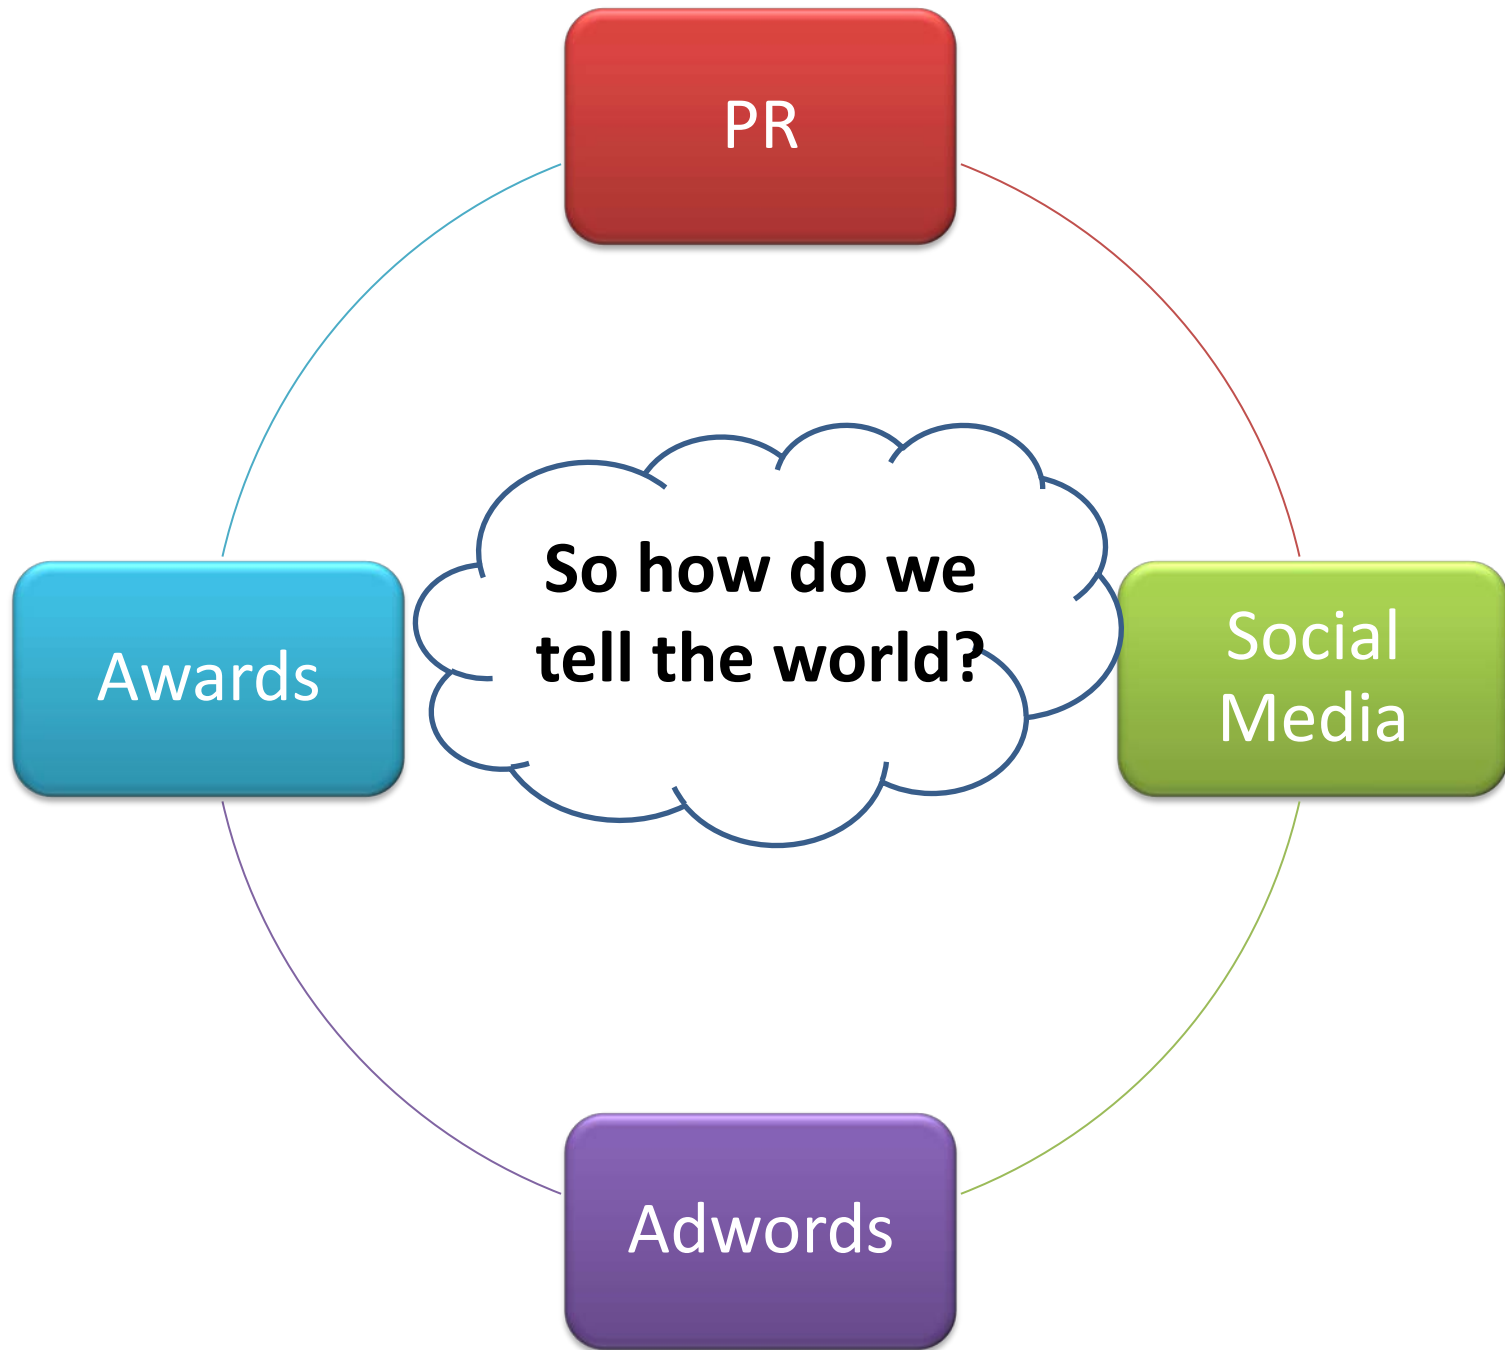 PR
So how do we
tell the world?
Awards
Social
Media
Adwords